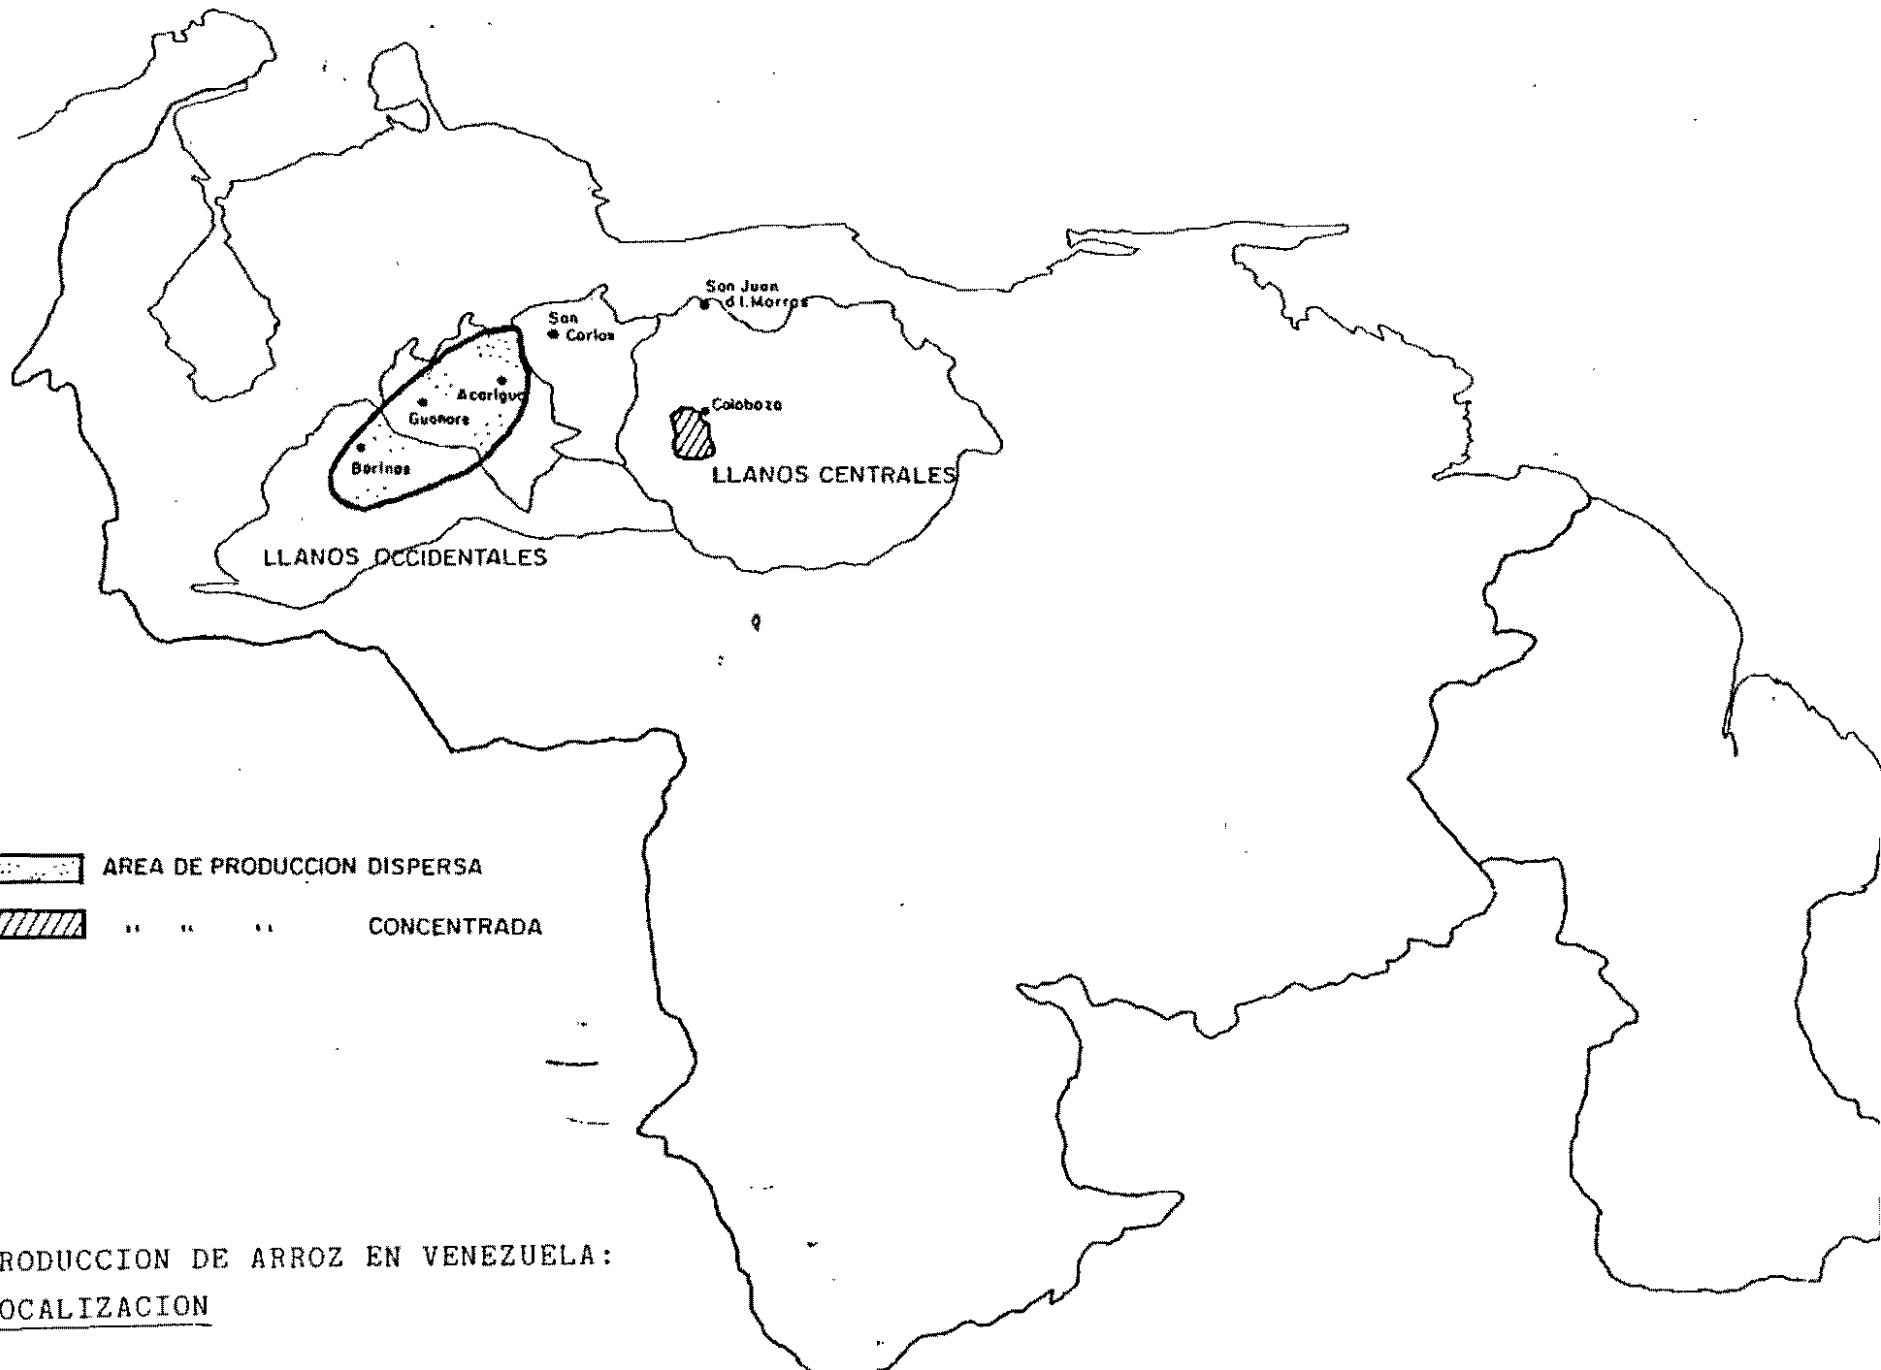 San Juan
d l. Morros
San
Carlos
Acarigua
Calabozo
Guanare
Barinas
LLANOS CENTRALES
LLANOS OCCIDENTALES
AREA DE PRODUCCION DISPERSA
" " " CONCENTRADA
RODUCCION DE ARROZ EN VENEZUELA:
OCALIZACION